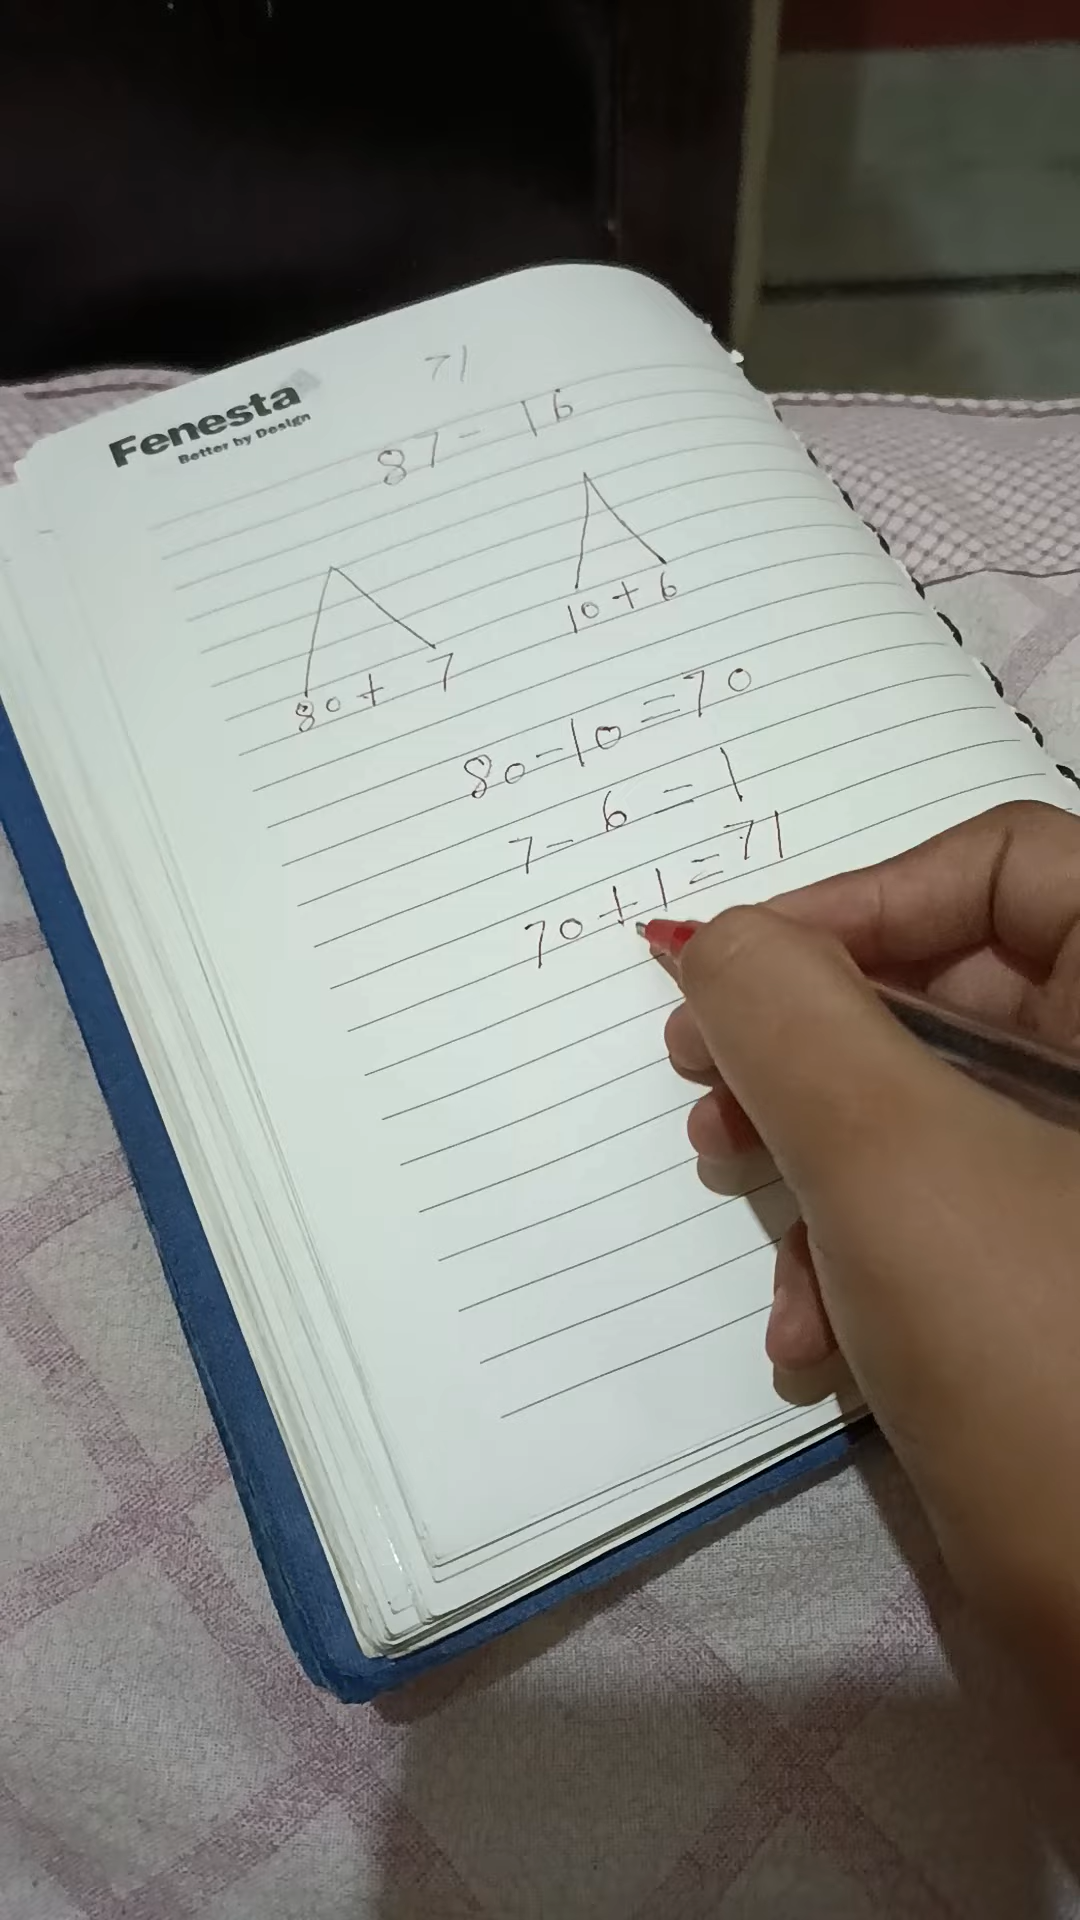 Fenesta
Better by Design
71
87 - 16
80 + 7
10 + 6
80 - 10 = 70
7 - 6 = 1
70 + 1 = 71